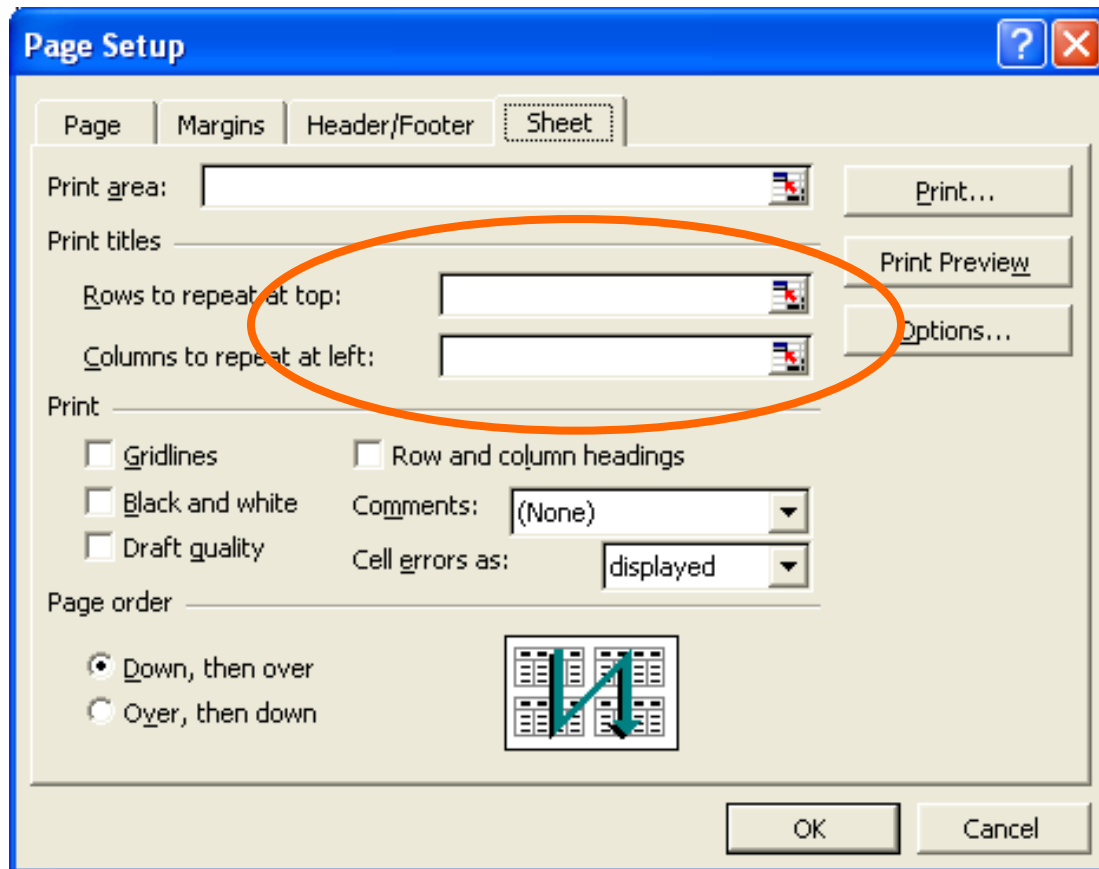 Page Setup
Page Margins Header/Footer Sheet
Print area:
Print...
Print titles
Print Preview
Rows to repeat at top:
Options...
Columns to repeat at left:
Print
Gridlines
Row and column headings
Black and white
Comments: (None)
Draft quality
Cell errors as: displayed
Page order
Down, then over
Over, then down
OK Cancel